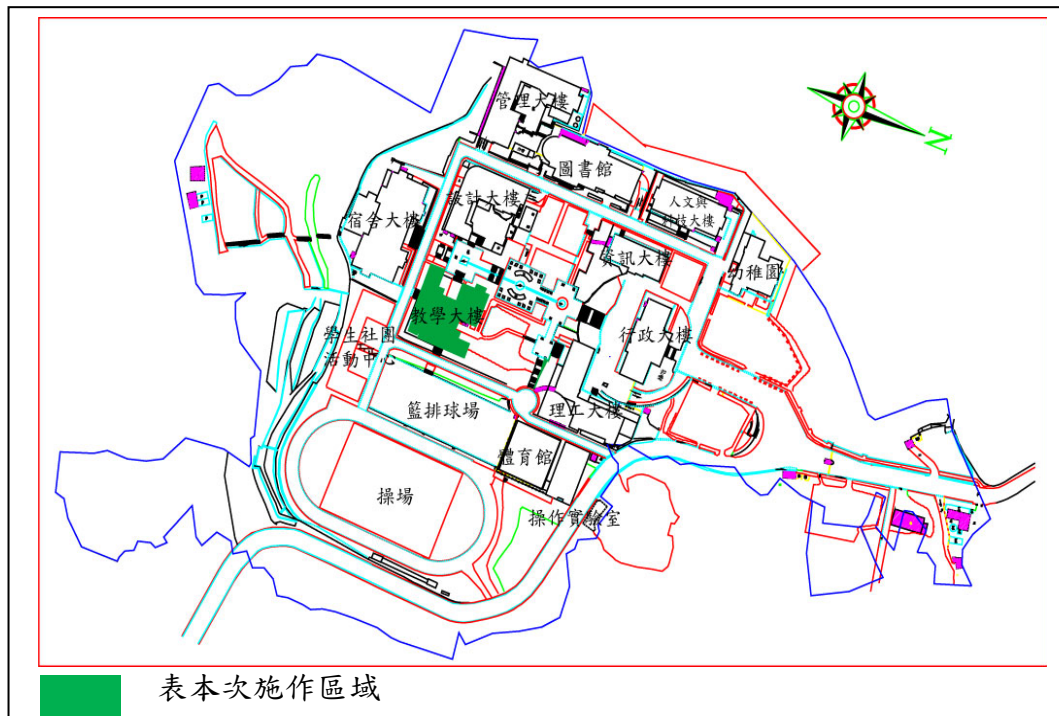 管理大樓
N
圖書館
設計大樓
人文與
科技大樓
宿舍大樓
資訊大樓
幼稚園
教學大樓
學生社團
活動中心
行政大樓
籃排球場
理工大樓
體育館
操場
操作實驗室
表本次施作區域